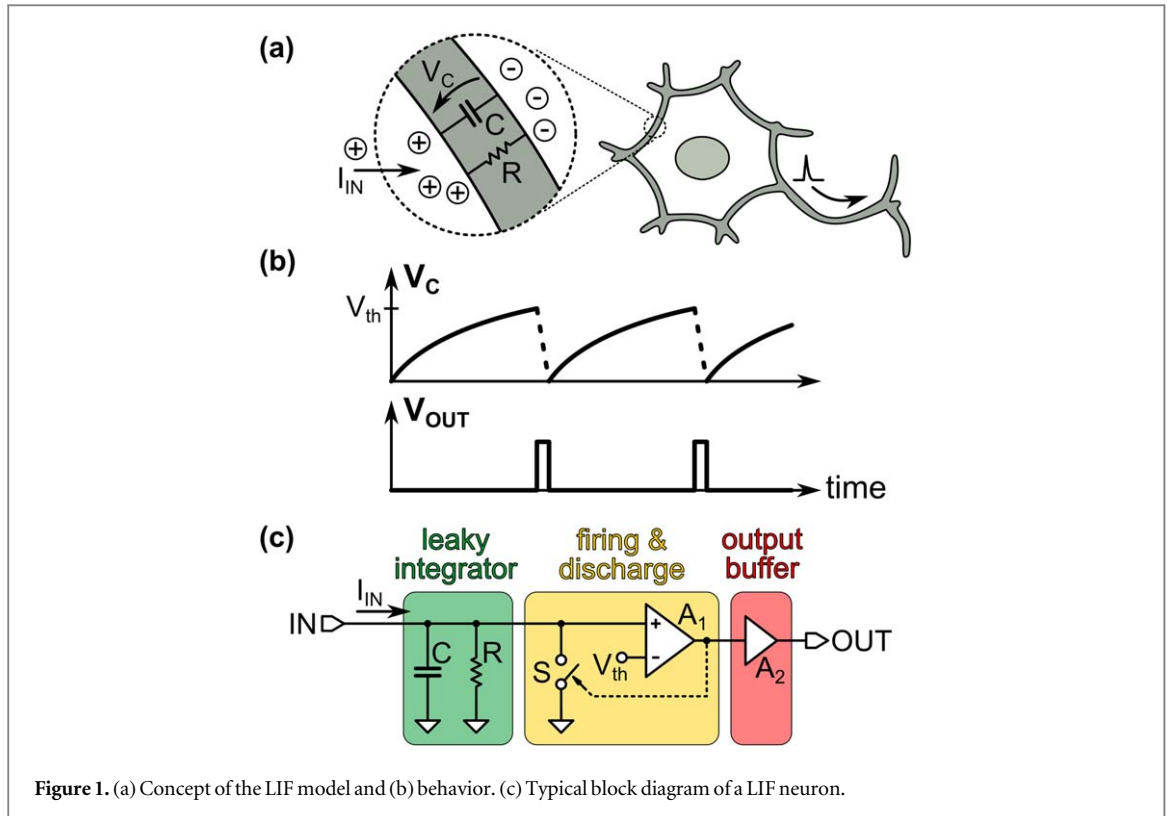 (a)
V_C
C
R
I_IN
(b)
V_C
V_th
V_OUT
time
(c)
leaky
integrator
firing &
discharge
output
buffer
I_IN
IN
C
R
S
V_th
+
-
A_1
A_2
OUT
Figure 1. (a) Concept of the LIF model and (b) behavior. (c) Typical block diagram of a LIF neuron.